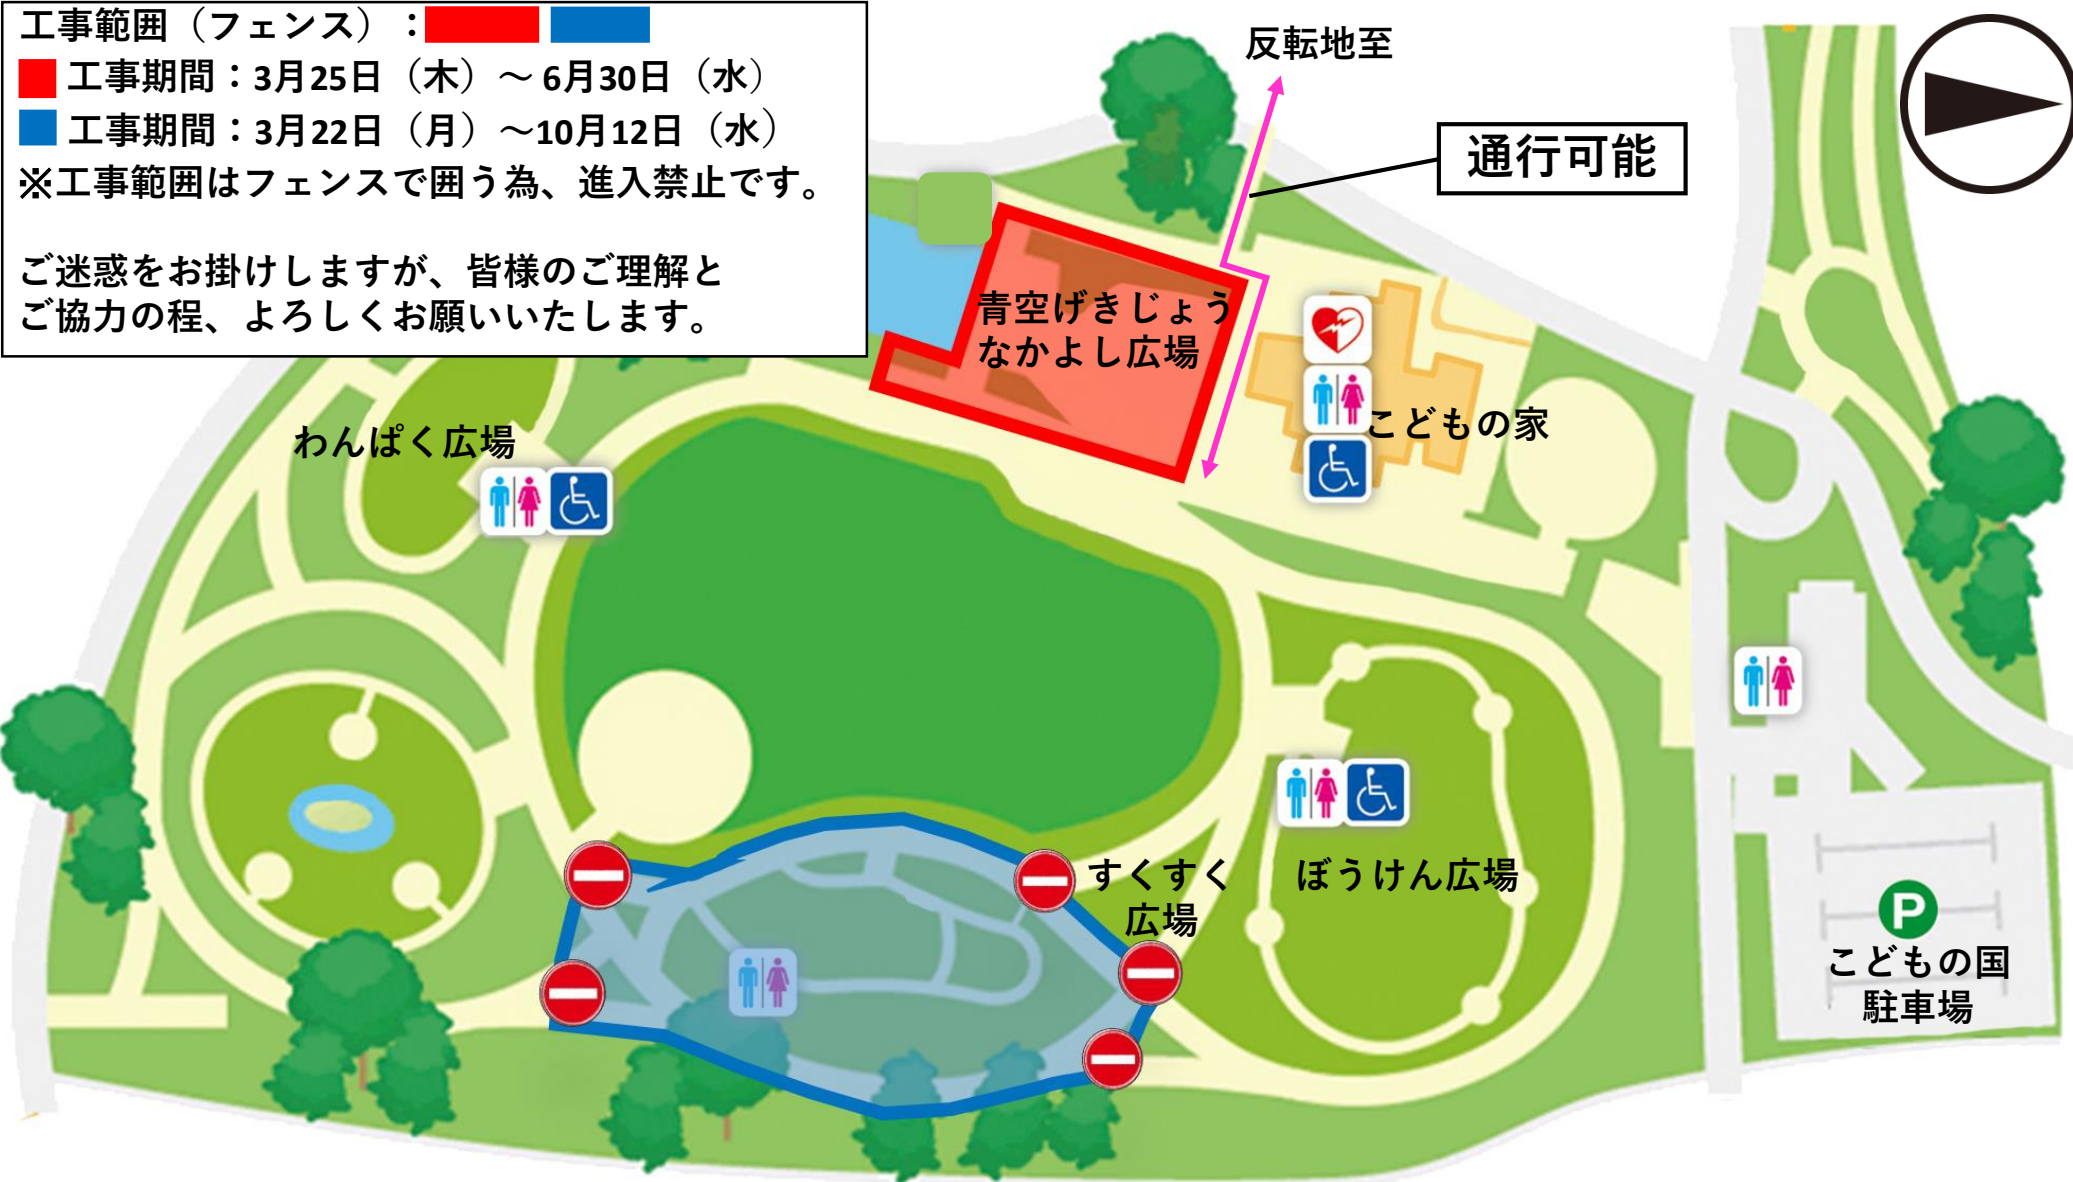 工事範囲（フェンス）：
工事期間：3月25日（木）～6月30日（水）
工事期間：3月22日（月）～10月12日（水）
※工事範囲はフェンスで囲う為、進入禁止です。
ご迷惑をお掛けしますが、皆様のご理解と
ご協力の程、よろしくお願いいたします。
反転地至
通行可能
青空げきじょう
なかよし広場
こどもの家
わんぱく広場
すくすく
広場
ぼうけん広場
P
こどもの国
駐車場